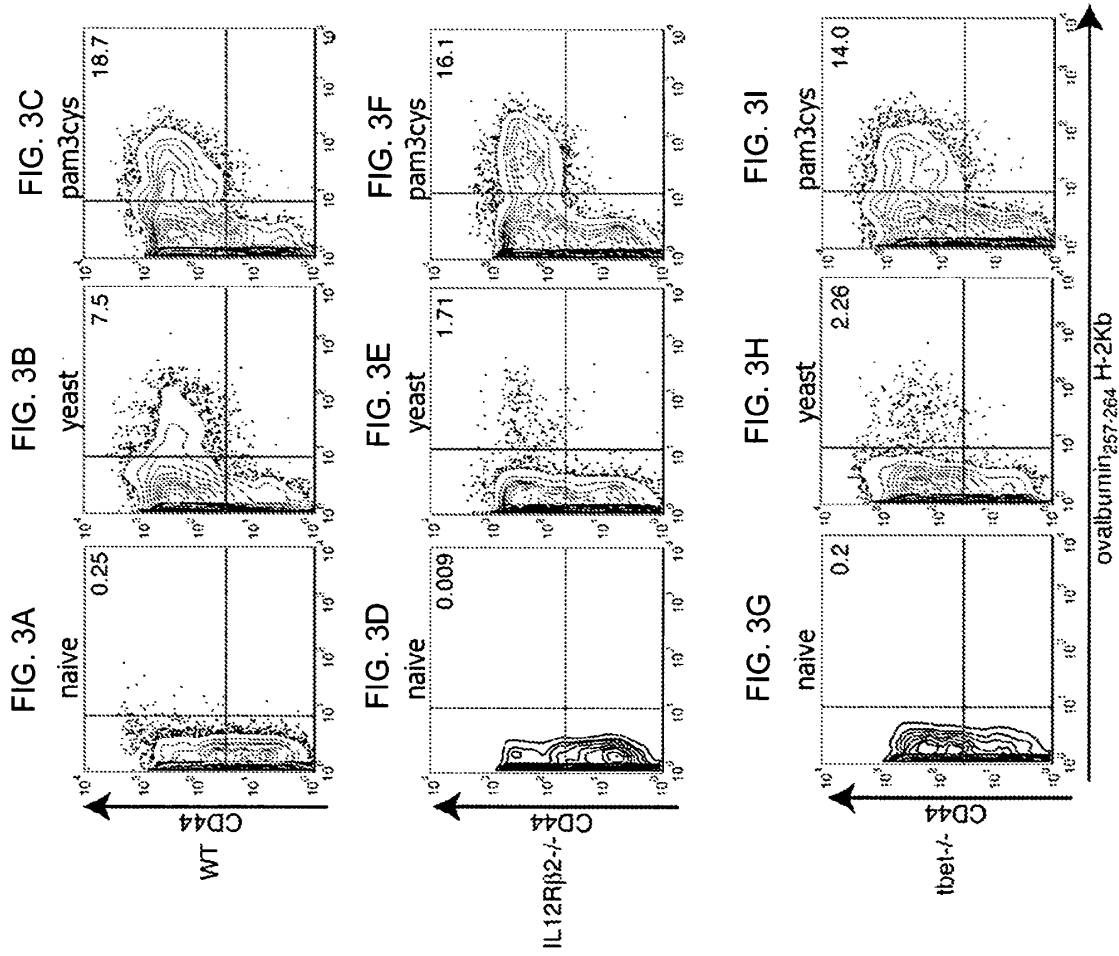 FIG. 3A
naive
0.25
FIG. 3B
yeast
7.5
FIG. 3C
pam3cys
18.7
CD44
WT
FIG. 3D
naive
0.009
FIG. 3E
yeast
1.71
FIG. 3F
pam3cys
16.1
CD44
IL12Rβ2-/-
FIG. 3G
naive
0.2
FIG. 3H
yeast
2.26
FIG. 3I
pam3cys
14.0
CD44
tbet-/-
ovalbumin257-264 H-2Kb